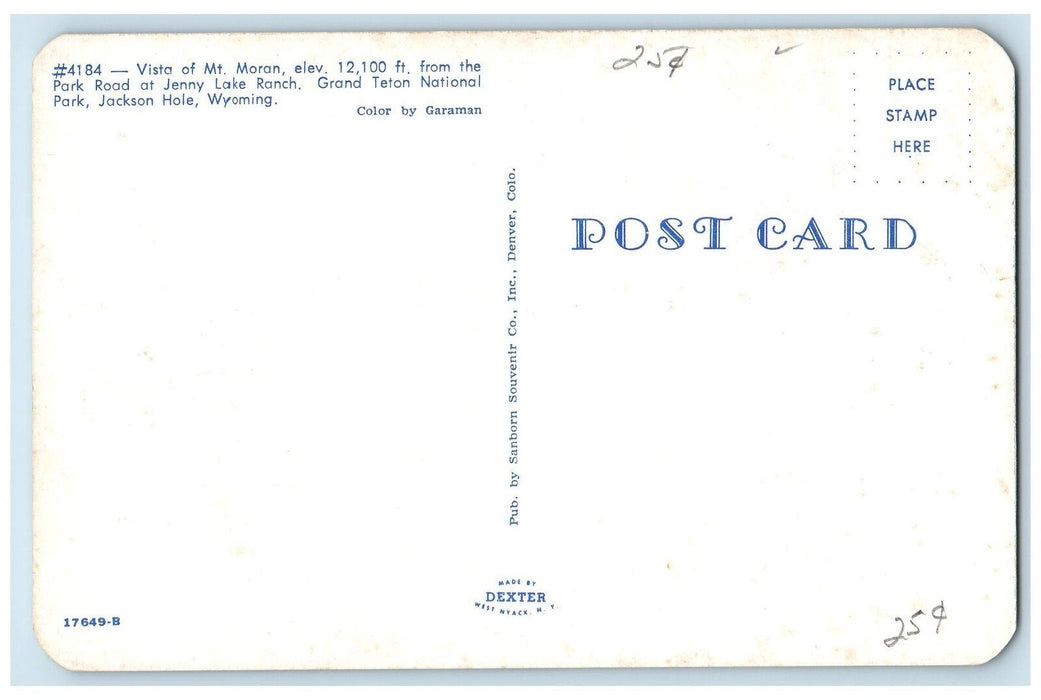 #4184 — Vista of Mt. Moran, elev. 12,100 ft. from the
Park Road at Jenny Lake Ranch. Grand Teton National
Park, Jackson Hole, Wyoming.
Color by Garaman
25¢
PLACE
STAMP
HERE
POST CARD
Pub. by Sanborn Souvenir Co., Inc., Denver, Colo.
MADE BY
DEXTER
WEST NYACK, N. Y.
17649-B
25¢